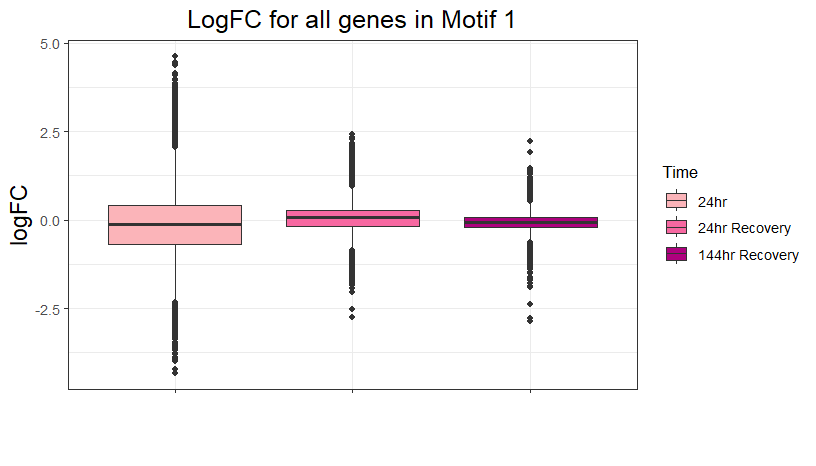 LogFC for all genes in Motif 1
logFC
5.0
2.5
0.0
-2.5
Time
24hr
24hr Recovery
144hr Recovery